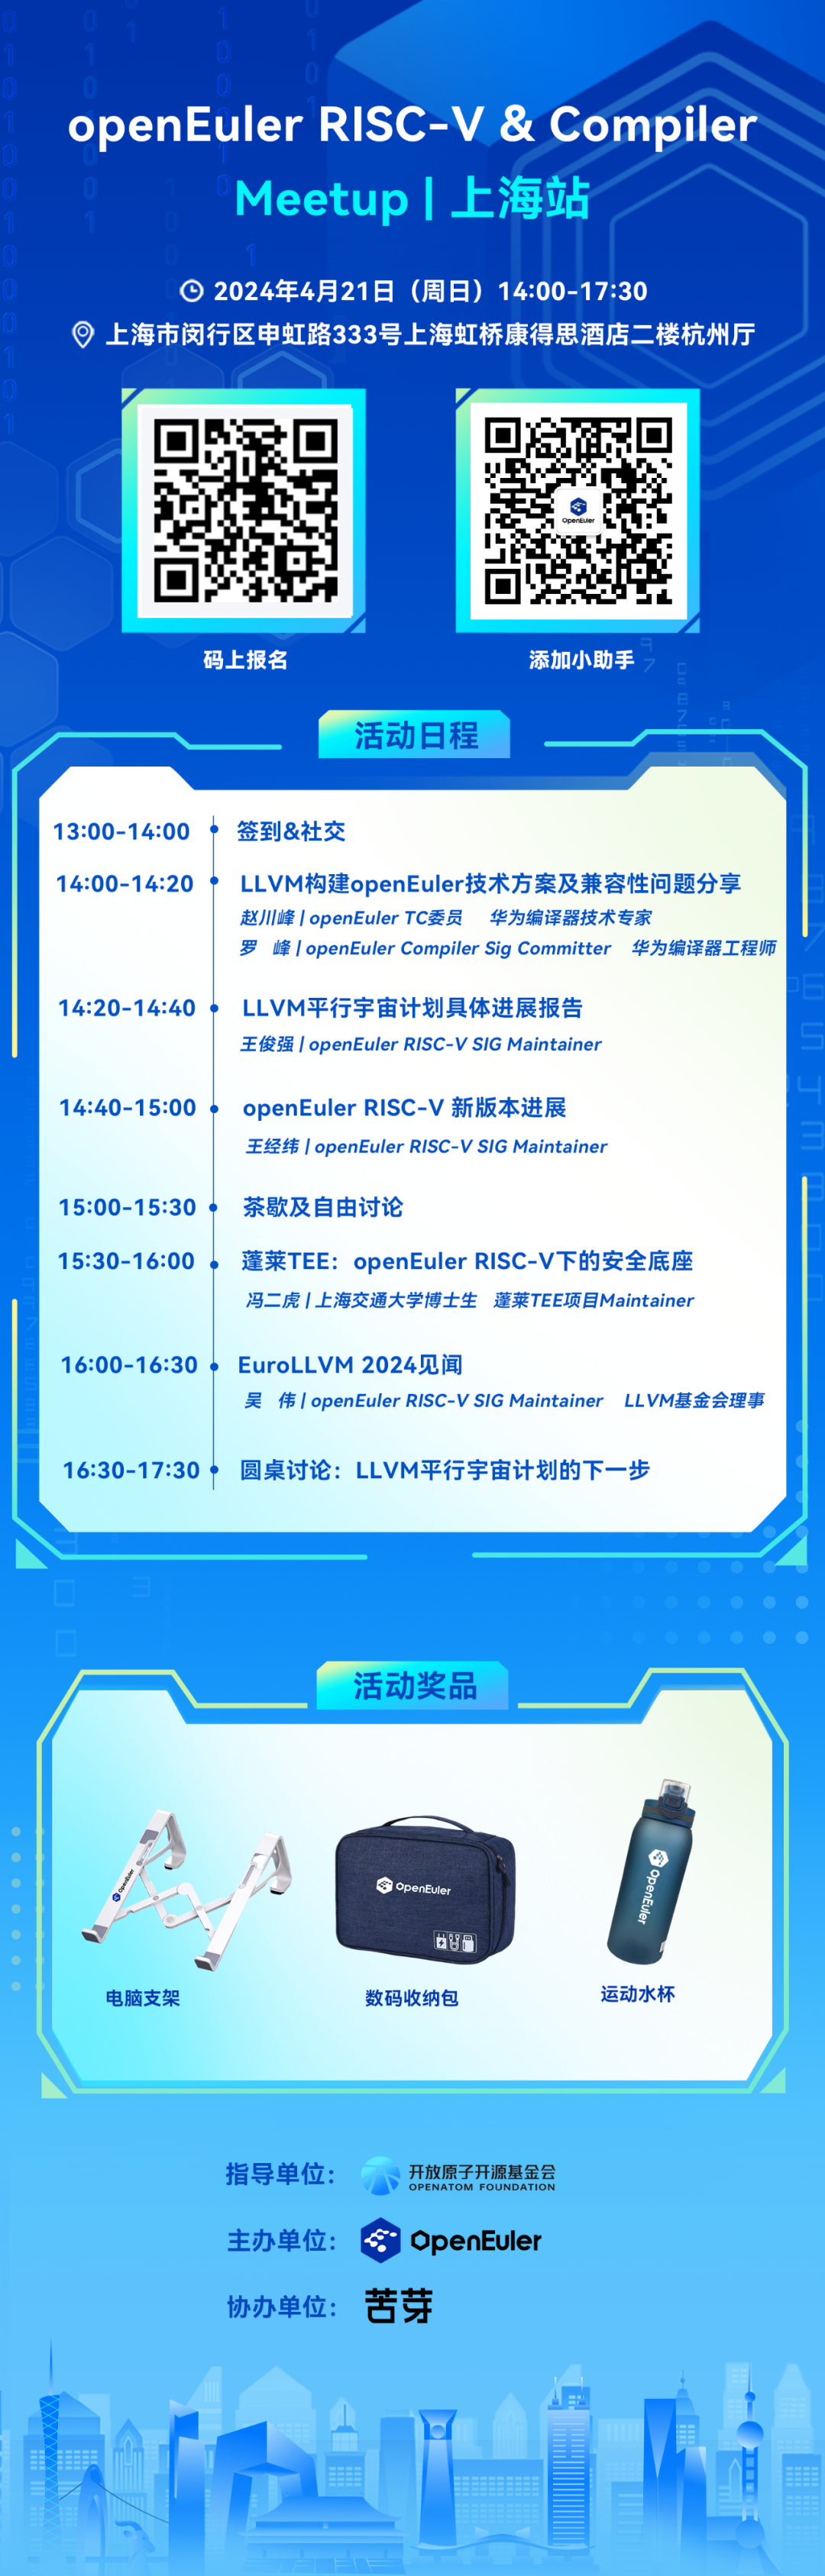 openEuler RISC-V & Compiler
Meetup | 上海站
2024年4月21日（周日）14:00-17:30
上海市闵行区申虹路333号上海虹桥康得思酒店二楼杭州厅
OpenEuler
码上报名
添加小助手
活动日程
13:00-14:00 签到&社交
14:00-14:20 LLVM构建openEuler技术方案及兼容性问题分享
赵川峰 | openEuler TC委员 华为编译器技术专家
罗 峰 | openEuler Compiler Sig Committer 华为编译器工程师
14:20-14:40 LLVM平行宇宙计划具体进展报告
王俊强 | openEuler RISC-V SIG Maintainer
14:40-15:00 openEuler RISC-V 新版本进展
王经纬 | openEuler RISC-V SIG Maintainer
15:00-15:30 茶歇及自由讨论
15:30-16:00 蓬莱TEE：openEuler RISC-V下的安全底座
冯二虎 | 上海交通大学博士生 蓬莱TEE项目Maintainer
16:00-16:30 EuroLLVM 2024见闻
吴 伟 | openEuler RISC-V SIG Maintainer LLVM基金会理事
16:30-17:30 圆桌讨论：LLVM平行宇宙计划的下一步
活动奖品
OpenEuler
OpenEuler
OpenEuler
电脑支架
数码收纳包
运动水杯
指导单位：
开放原子开源基金会
OPENATOM FOUNDATION
主办单位：
OpenEuler
协办单位：
苦芽